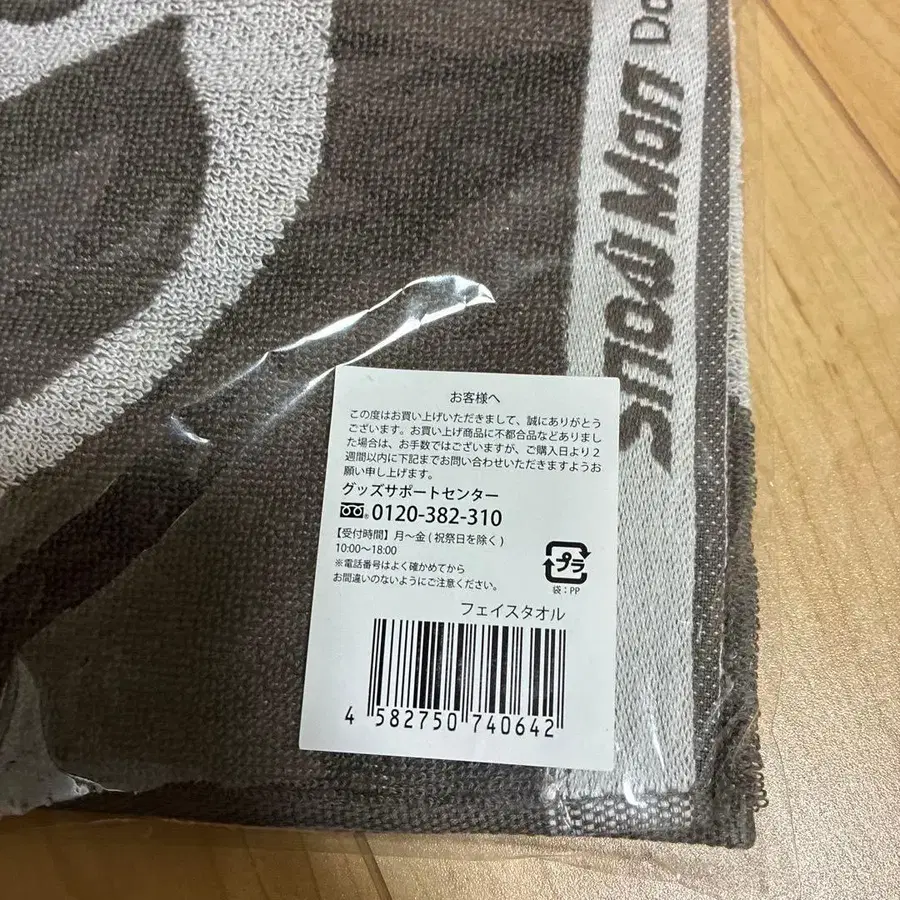 Snow Man Do
お客様へ
この度はお買い上げいただきまして、誠にありがとう
ございます。お買い上げ商品に不都合品などありまし
た場合は、お手数ではございますが、ご購入日より２
週間以内に下記までお問い合わせいただきますようお
願い申し上げます。
グッズサポートセンター
0120-382-310
【受付時間】月〜金 ( 祝祭日を除く )
10:00〜18:00
※電話番号はよく確かめてから
お間違いのないようにご注意ください。
プラ
袋：PP
フェイスタオル
4 582750 740642